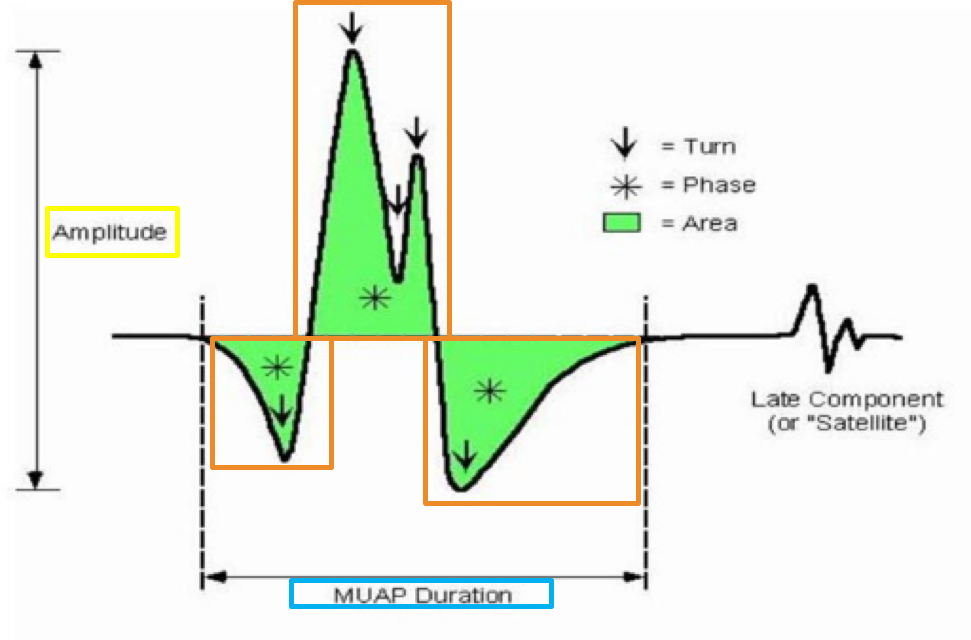 = Turn
= Phase
= Area
Amplitude
Late Component
(or "Satellite")
MUAP Duration